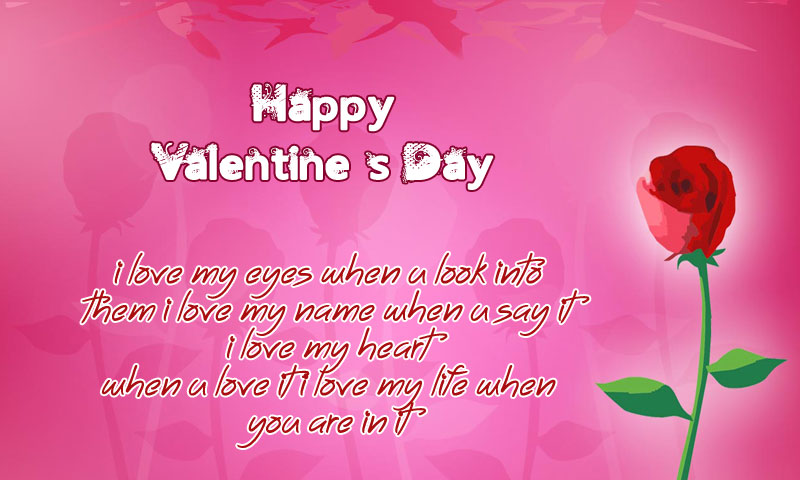 Happy
Valentine s Day
i love my eyes when u look into
them i love my name when u say it
i love my heart
when u love it i love my life when
you are in it